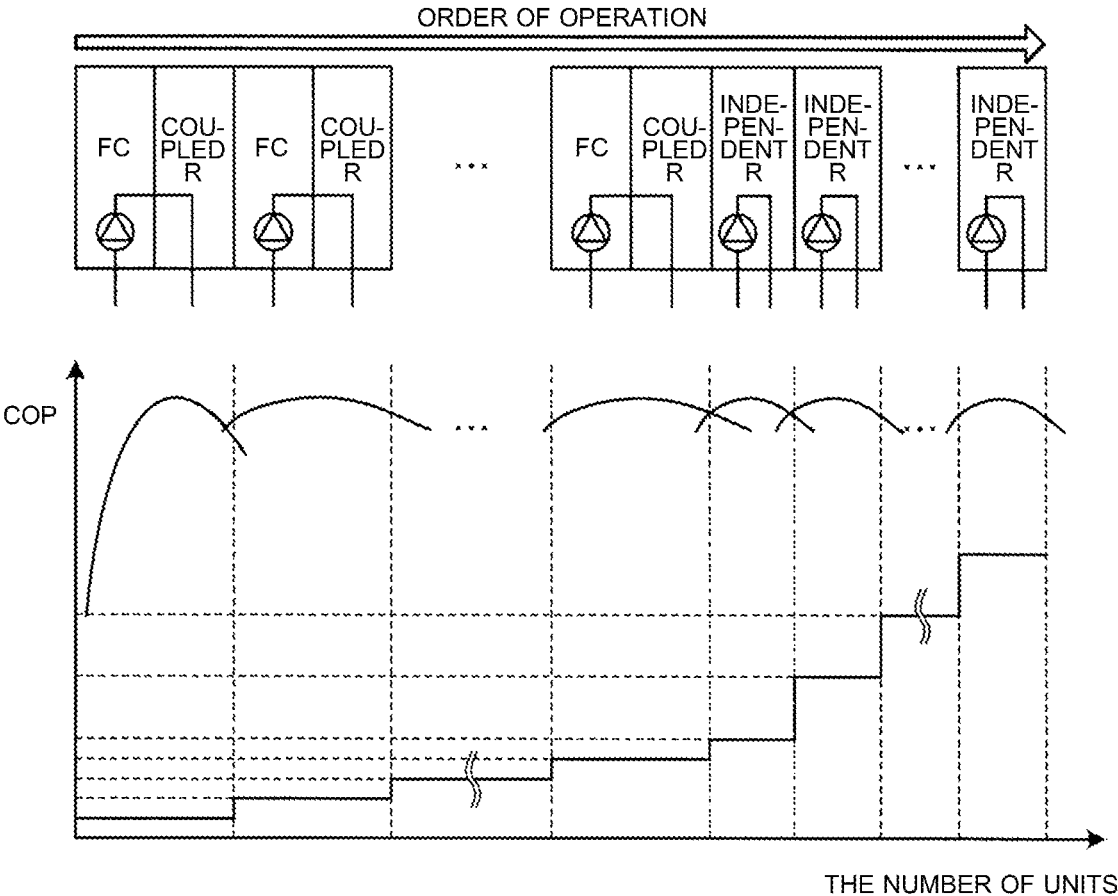 ORDER OF OPERATION
FC
COU-
PLED
R
FC
COU-
PLED
R
FC
COU-
PLED
R
INDE-
PEN-
DENT
R
INDE-
PEN-
DENT
R
INDE-
PEN-
DENT
R
COP
THE NUMBER OF UNITS